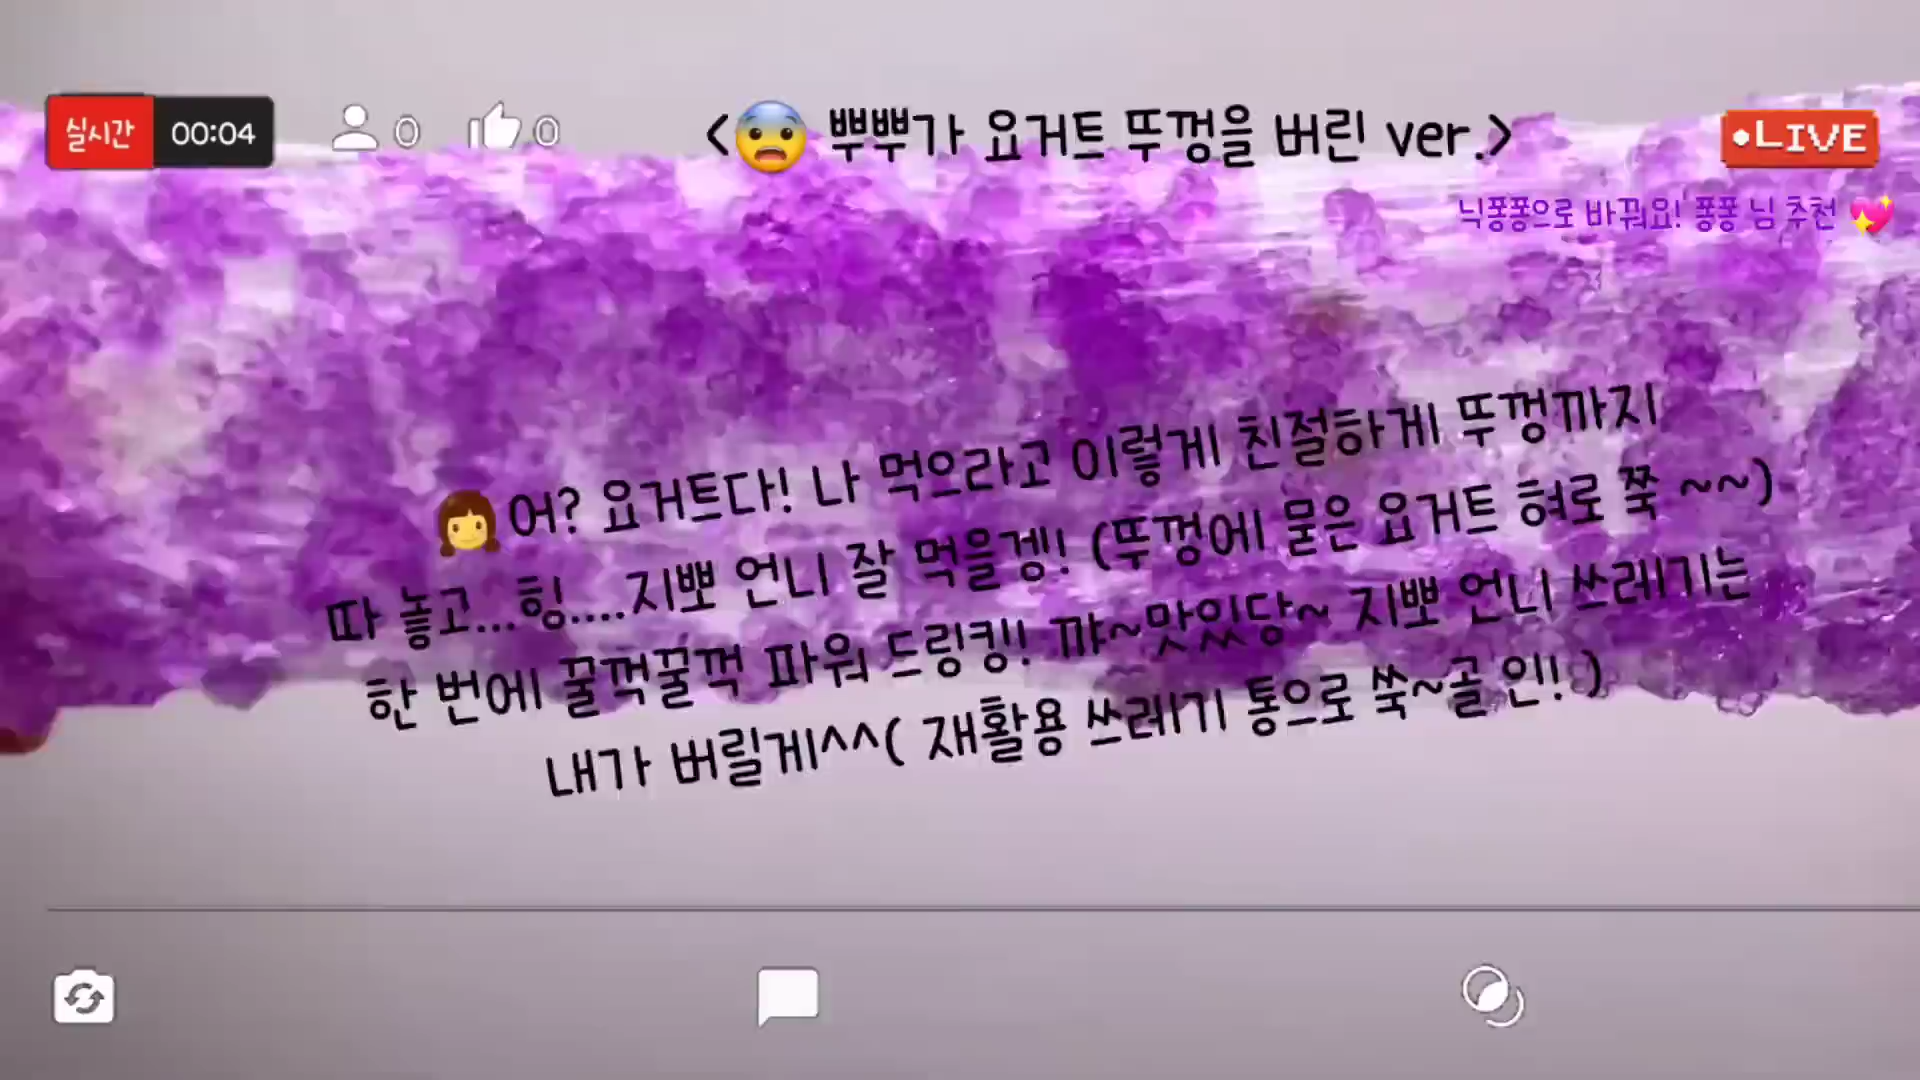 실시간 00:04 0 0 <😨 뿌뿌가 요거트 뚜껑을 버린 ver.> •LIVE
닉퐁퐁으로 바꿔요! 퐁퐁 님 추천 💖
👩어? 요거트다! 나 먹으라고 이렇게 친절하게 뚜껑까지
따 놓고...힝....지뽀 언니 잘 먹을겡! (뚜껑에 묻은 요거트 혀로 쭉 ~~)
한 번에 꿀꺽꿀꺽 파워 드링킹! 꺄~맛있당~ 지뽀 언니 쓰레기는
내가 버릴게^^( 재활용 쓰레기 통으로 쑥~골 인! )